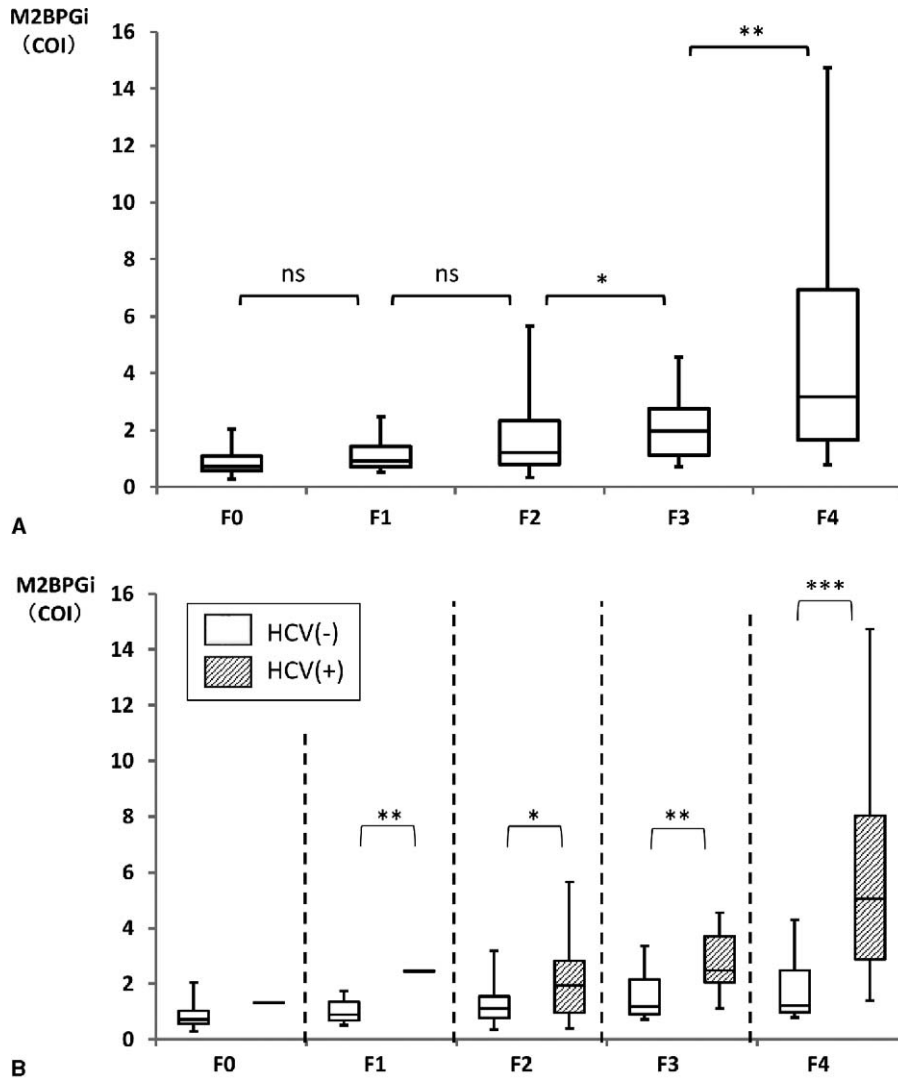 M2BPGi
（COI）
16
14
12
10
8
6
4
2
0
ns
ns
*
**
F0 F1 F2 F3 F4
A
M2BPGi
（COI）
16
14
12
10
8
6
4
2
0
HCV(-)
HCV(+)
**
*
**
***
F0 F1 F2 F3 F4
B